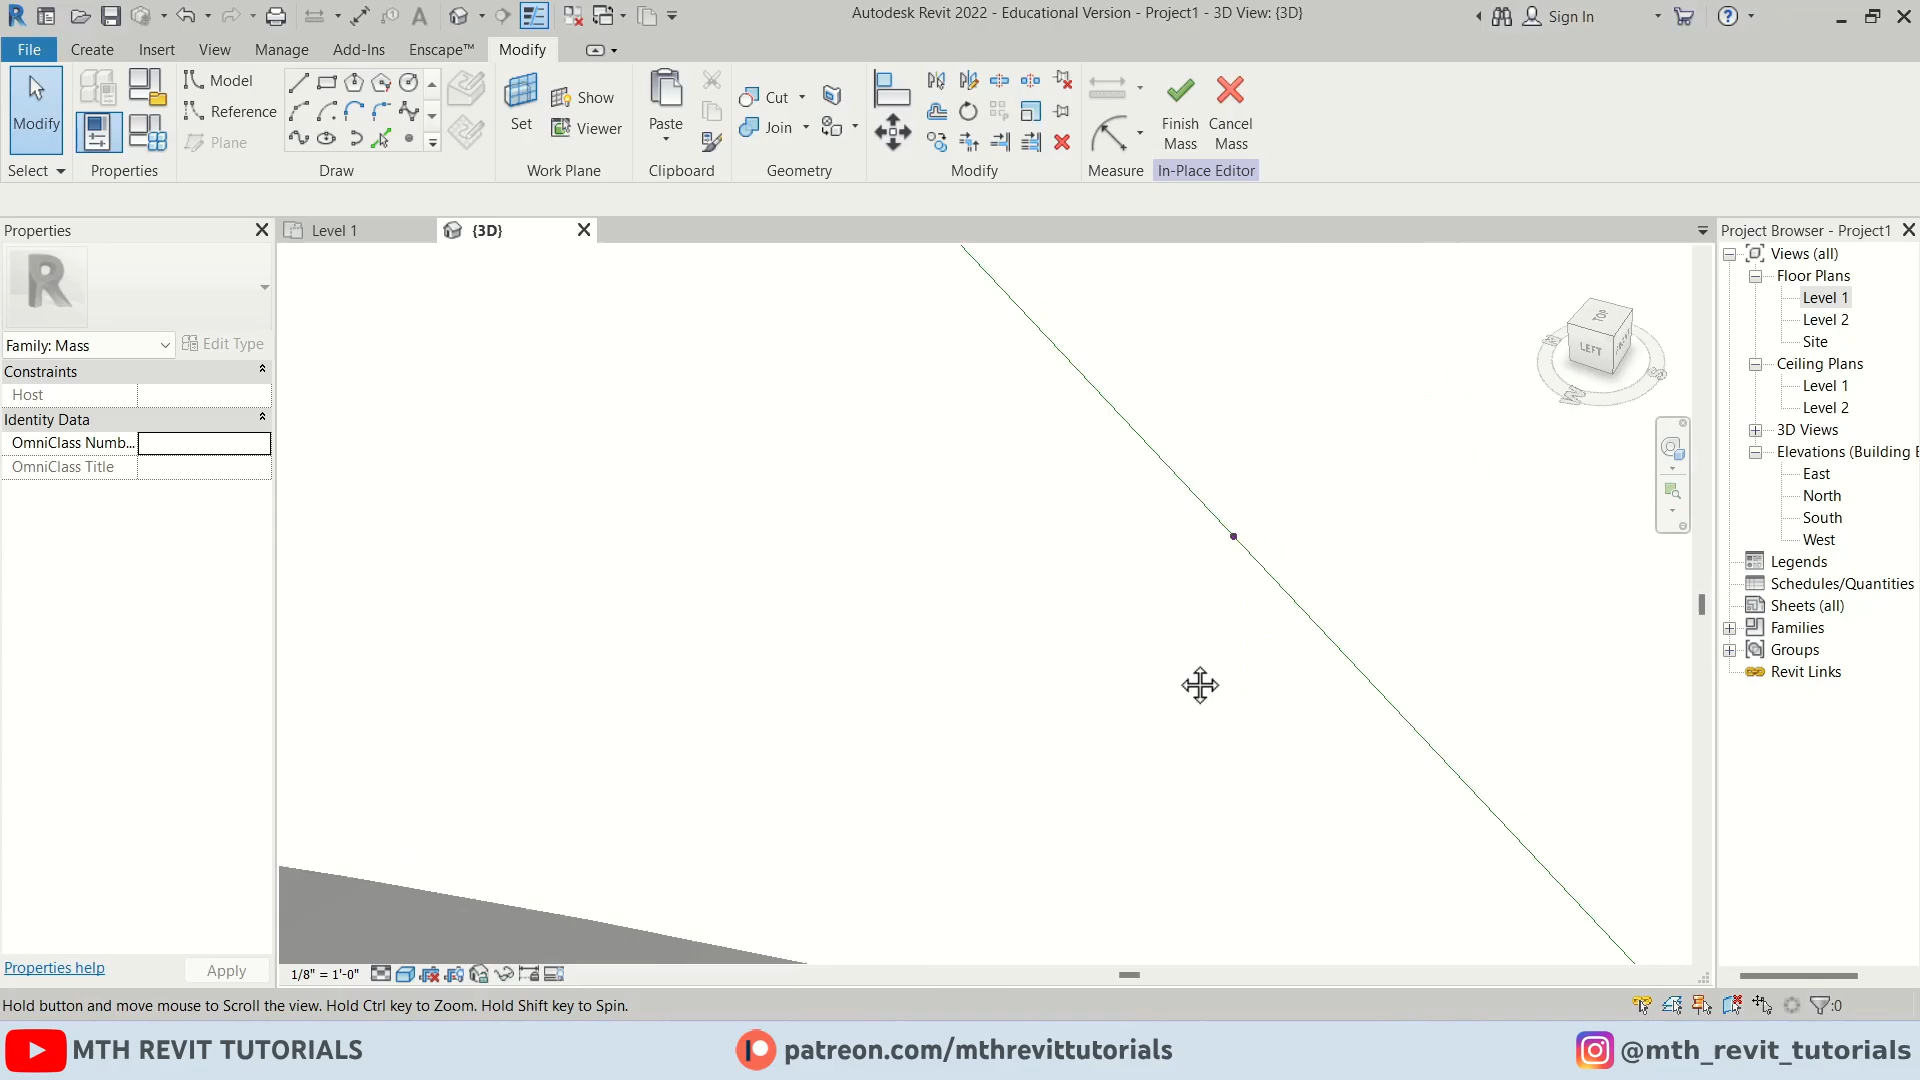 Autodesk Revit 2022 - Educational Version - Project1 - 3D View: {3D}
Sign In
File
Create
Insert
View
Manage
Add-Ins
Enscape™
Modify
Modify
Select
Properties
Model
Reference
Plane
Draw
Set
Show
Viewer
Work Plane
Paste
Clipboard
Cut
Join
Geometry
Modify
Measure
Finish
Mass
Cancel
Mass
In-Place Editor
Properties
Level 1
{3D}
Project Browser - Project1
R
Family: Mass
Edit Type
Constraints
Host
Identity Data
OmniClass Numb...
OmniClass Title
Properties help
Apply
TOP
LEFT
Views (all)
Floor Plans
Level 1
Level 2
Site
Ceiling Plans
Level 1
Level 2
3D Views
Elevations (Building E
East
North
South
West
Legends
Schedules/Quantities
Sheets (all)
Families
Groups
Revit Links
1/8" = 1'-0"
Hold button and move mouse to Scroll the view. Hold Ctrl key to Zoom. Hold Shift key to Spin.
:0
MTH REVIT TUTORIALS
patreon.com/mthrevittutorials
@mth_revit_tutorials